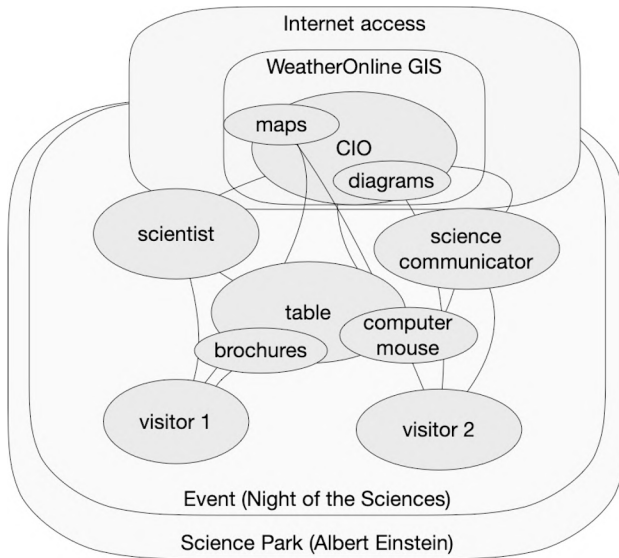 Internet access
WeatherOnline GIS
maps
CIO
diagrams
scientist
science
communicator
table
computer
mouse
brochures
visitor 1
visitor 2
Event (Night of the Sciences)
Science Park (Albert Einstein)